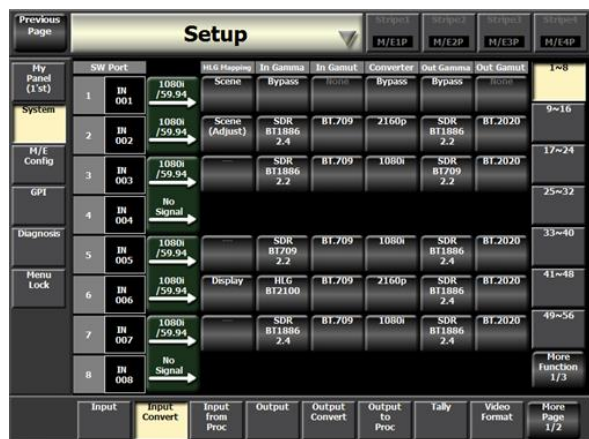 Previous Page
Setup
Stripe1 Stripe2 Stripe3 Stripe4
M/E1P M/E2P M/E3P M/E4P
My Panel (1'st)
System
M/E Config
GPI
Diagnosis
Menu Lock
SW Port HLG Mapping In Gamma In Gamut Converter Out Gamma Out Gamut
1 IN 001 1080i /59.94 Scene Bypass None Bypass Bypass None
2 IN 002 1080i /59.94 Scene (Adjust) SDR BT1886 2.4 BT.709 2160p SDR BT1886 2.2 BT.2020
3 IN 003 1080i /59.94 ---- SDR BT1886 2.2 BT.709 1080i SDR BT709 2.2 BT.2020
4 IN 004 No Signal
5 IN 005 1080i /59.94 ---- SDR BT709 2.2 BT.709 1080i SDR BT1886 2.4 BT.2020
6 IN 006 1080i /59.94 Display HLG BT2100 BT.709 2160p SDR BT1886 2.4 BT.2020
7 IN 007 1080i /59.94 ---- SDR BT1886 2.4 BT.709 1080i SDR BT1886 2.4 BT.2020
8 IN 008 No Signal
1~8
9~16
17~24
25~32
33~40
41~48
49~56
More Function 1/3
Input
Input Convert
Input from Proc
Output
Output Convert
Output to Proc
Tally
Video Format
More Page 1/2